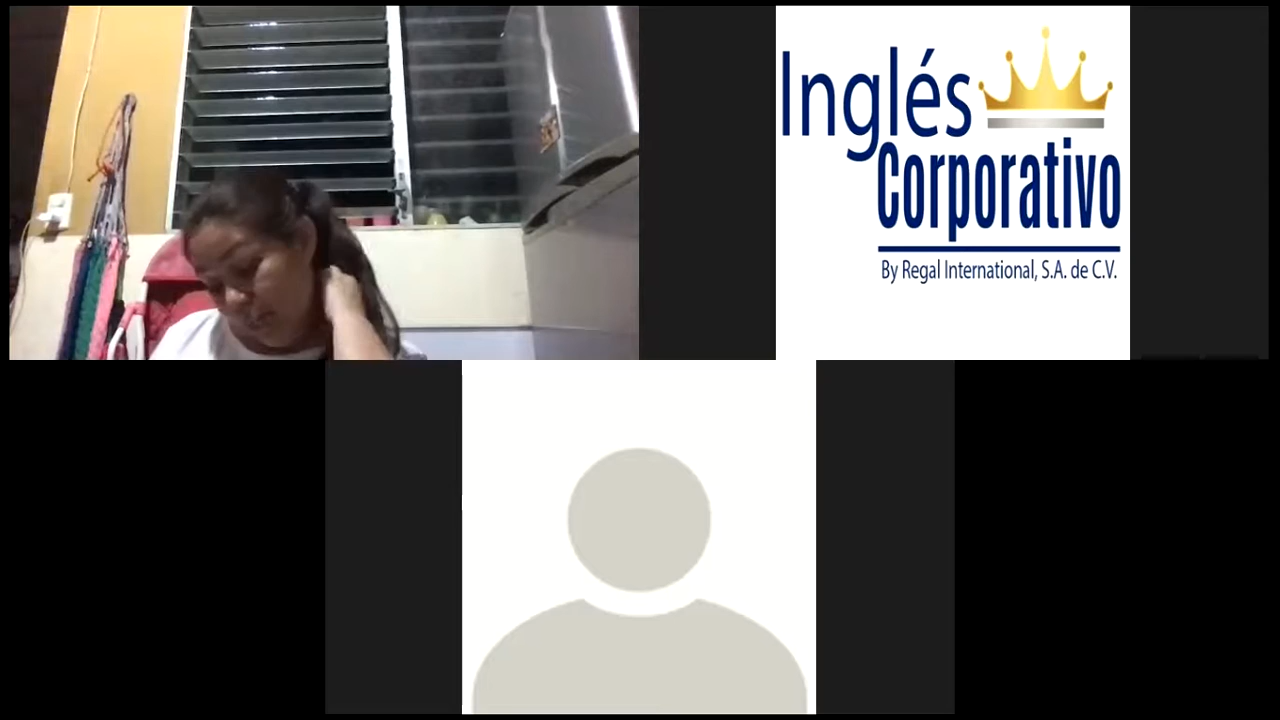 Inglés
Corporativo
By Regal International, S.A. de C.V.